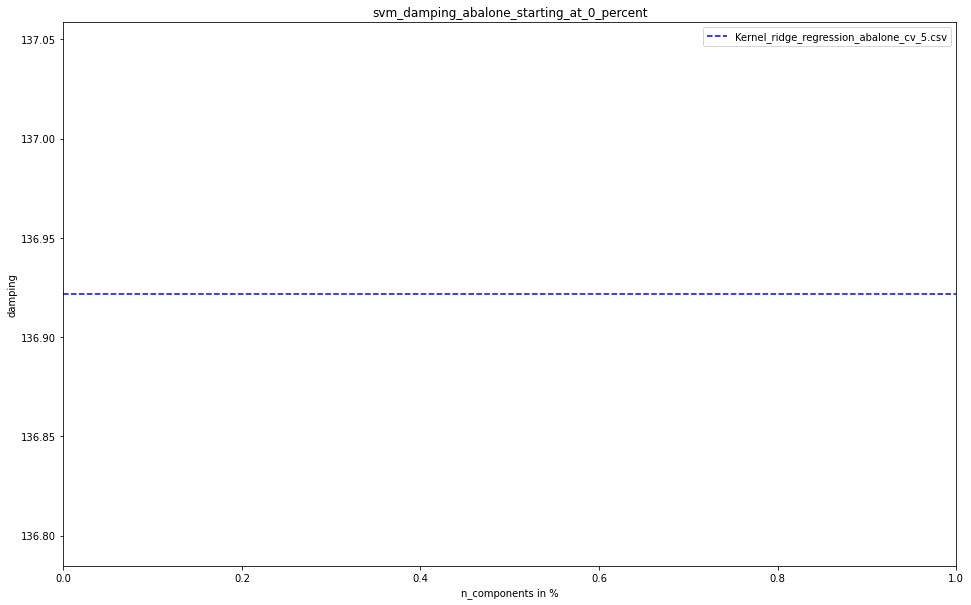 svm_damping_abalone_starting_at_0_percent
Kernel_ridge_regression_abalone_cv_5.csv
137.05
137.00
136.95
136.90
136.85
136.80
damping
0.0 0.2 0.4 0.6 0.8 1.0
n_components in %